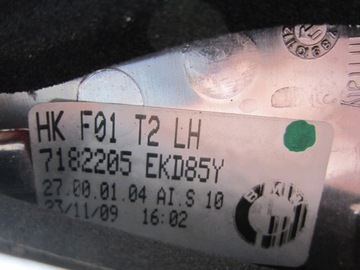 HK F01 T2 LH
7182205 EKD85Y
27.00.01.04 AI.S 10
23/11/09 16:02
BMW